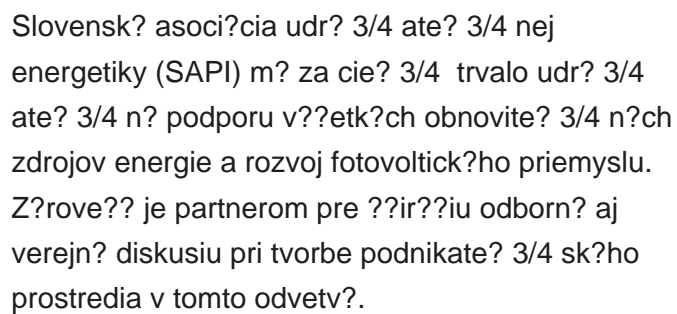 Slovensk? asoci?cia udr? 3/4 ate? 3/4 nej
energetiky (SAPI) m? za cie? 3/4  trvalo udr? 3/4
ate? 3/4 n? podporu v??etk?ch obnovite? 3/4 n?ch
zdrojov energie a rozvoj fotovoltick?ho priemyslu.
Z?rove?? je partnerom pre ??ir??iu odborn? aj
verejn? diskusiu pri tvorbe podnikate? 3/4 sk?ho
prostredia v tomto odvetv?.